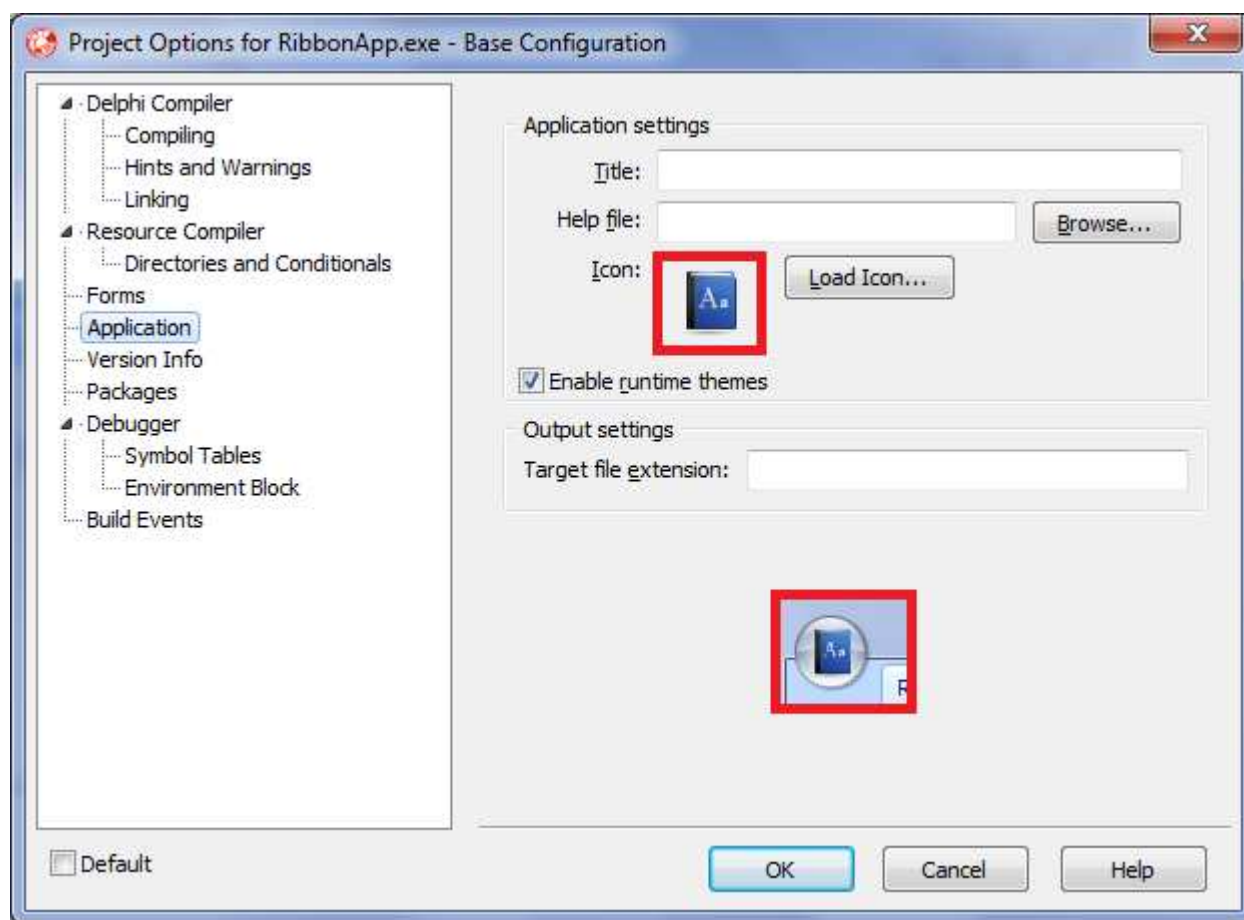 Project Options for RibbonApp.exe - Base Configuration
Delphi Compiler
Compiling
Hints and Warnings
Linking
Resource Compiler
Directories and Conditionals
Forms
Application
Version Info
Packages
Debugger
Symbol Tables
Environment Block
Build Events
Default
Application settings
Title:
Help file:
Browse...
Icon:
Aa
Load Icon...
Enable runtime themes
Output settings
Target file extension:
Aa
R
OK
Cancel
Help